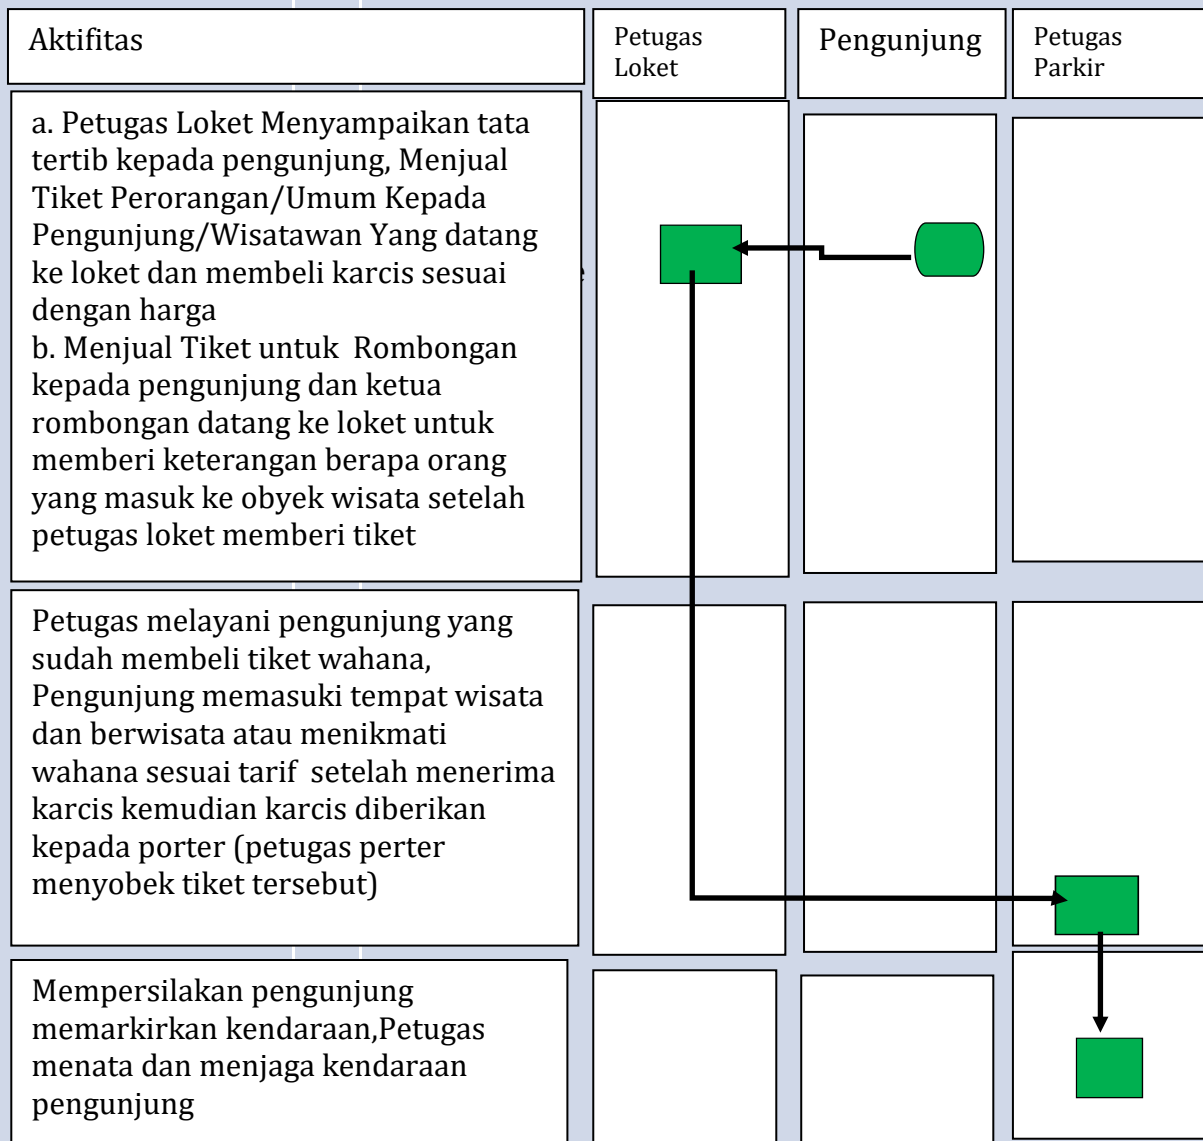 Aktifitas
Petugas
Loket
Pengunjung
Petugas
Parkir
a. Petugas Loket Menyampaikan tata
tertib kepada pengunjung, Menjual
Tiket Perorangan/Umum Kepada
Pengunjung/Wisatawan Yang datang
ke loket dan membeli karcis sesuai
dengan harga
b. Menjual Tiket untuk  Rombongan
kepada pengunjung dan ketua
rombongan datang ke loket untuk
memberi keterangan berapa orang
yang masuk ke obyek wisata setelah
petugas loket memberi tiket
Petugas melayani pengunjung yang
sudah membeli tiket wahana,
Pengunjung memasuki tempat wisata
dan berwisata atau menikmati
wahana sesuai tarif  setelah menerima
karcis kemudian karcis diberikan
kepada porter (petugas perter
menyobek tiket tersebut)
Mempersilakan pengunjung
memarkirkan kendaraan,Petugas
menata dan menjaga kendaraan
pengunjung